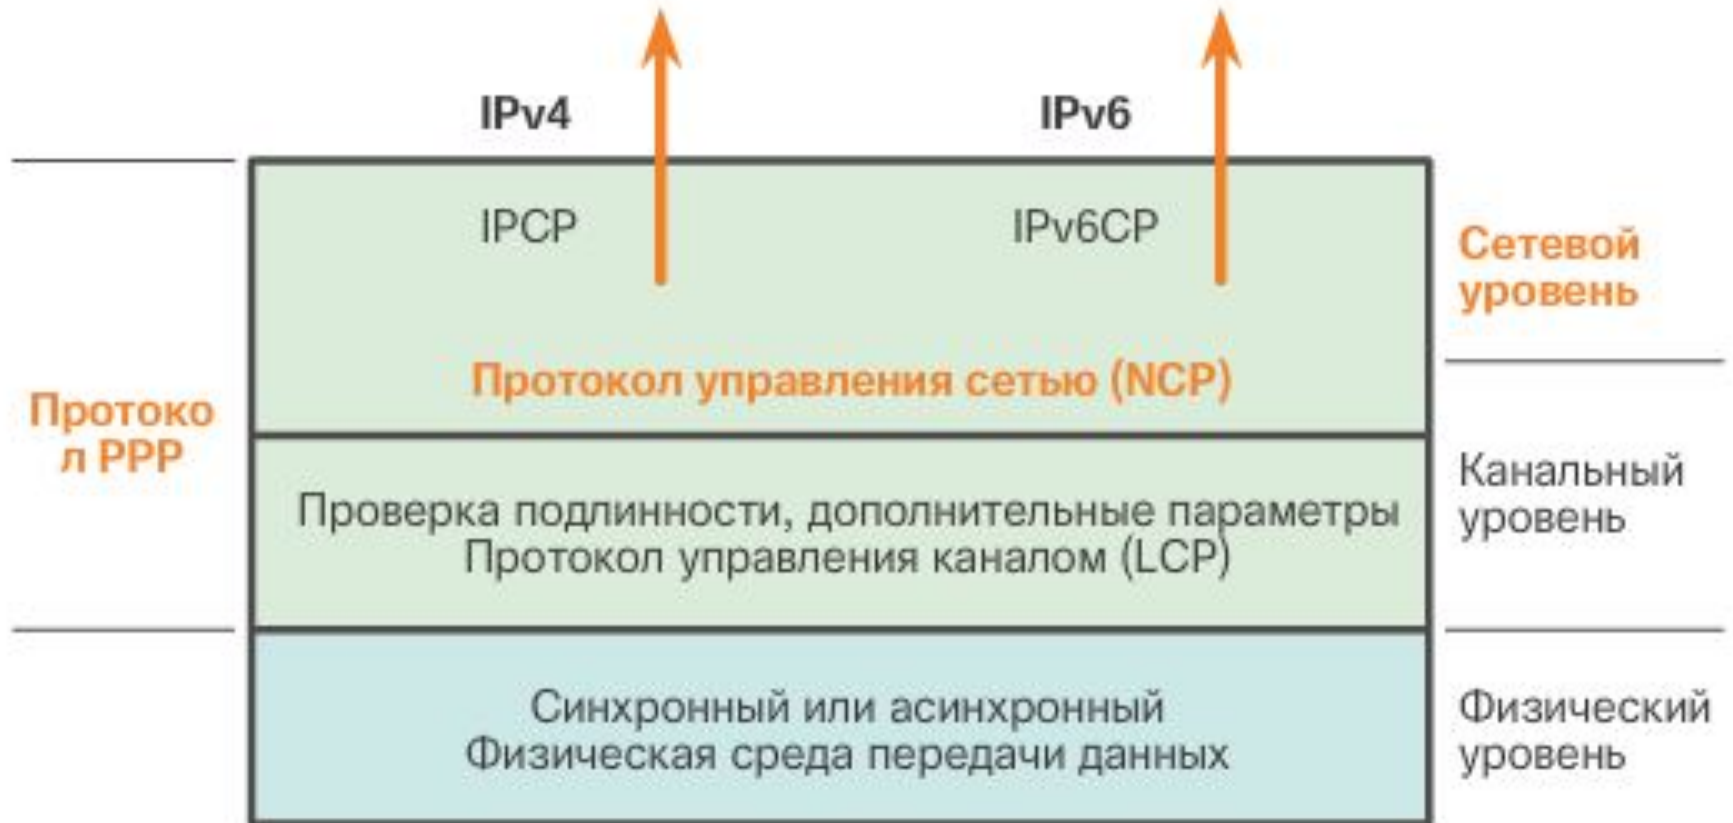 IPv4
IPv6
IPCP
IPv6CP
Сетевой
уровень
Протокол управления сетью (NCP)
Протоко
л PPP
Канальный
уровень
Проверка подлинности, дополнительные параметры
Протокол управления каналом (LCP)
Синхронный или асинхронный
Физическая среда передачи данных
Физический
уровень